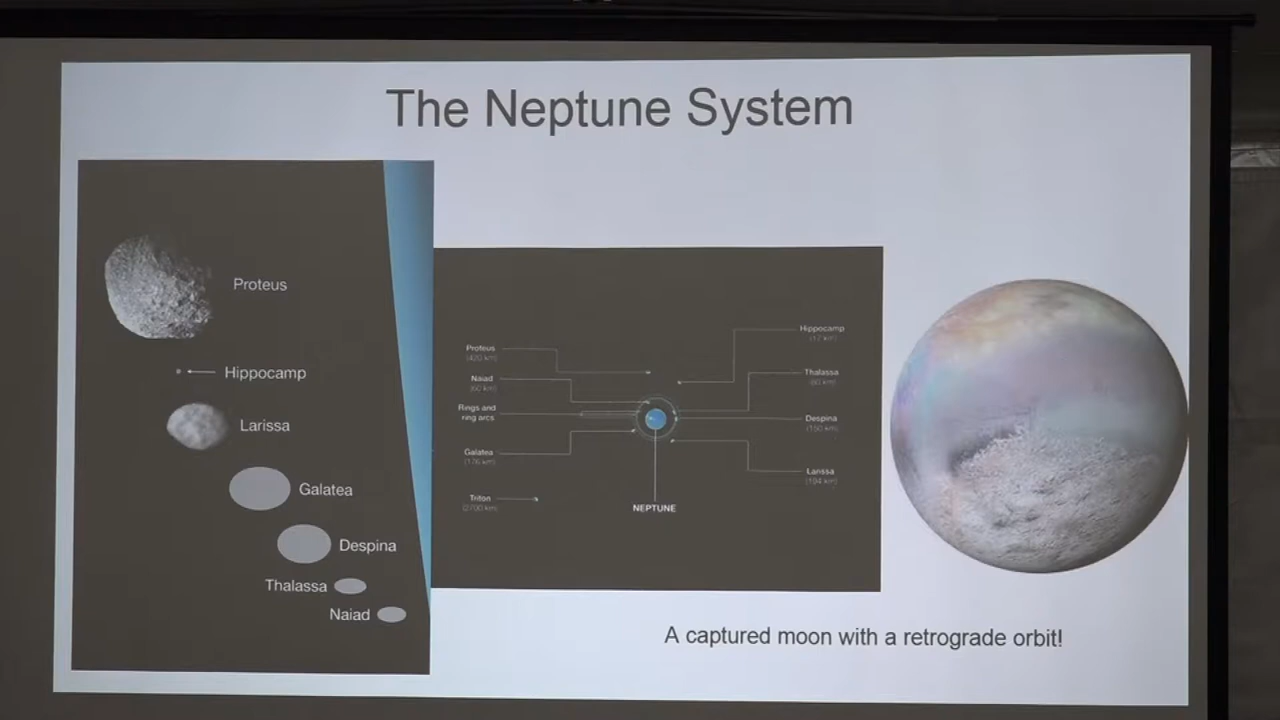 The Neptune System
Proteus
Hippocamp
Larissa
Galatea
Despina
Thalassa
Naiad
Proteus
(420 km)
Naiad
(60 km)
Rings and
ring arcs
Galatea
(176 km)
Triton
(2700 km)
NEPTUNE
Hippocamp
(17 km)
Thalassa
(80 km)
Despina
(150 km)
Larissa
(194 km)
A captured moon with a retrograde orbit!